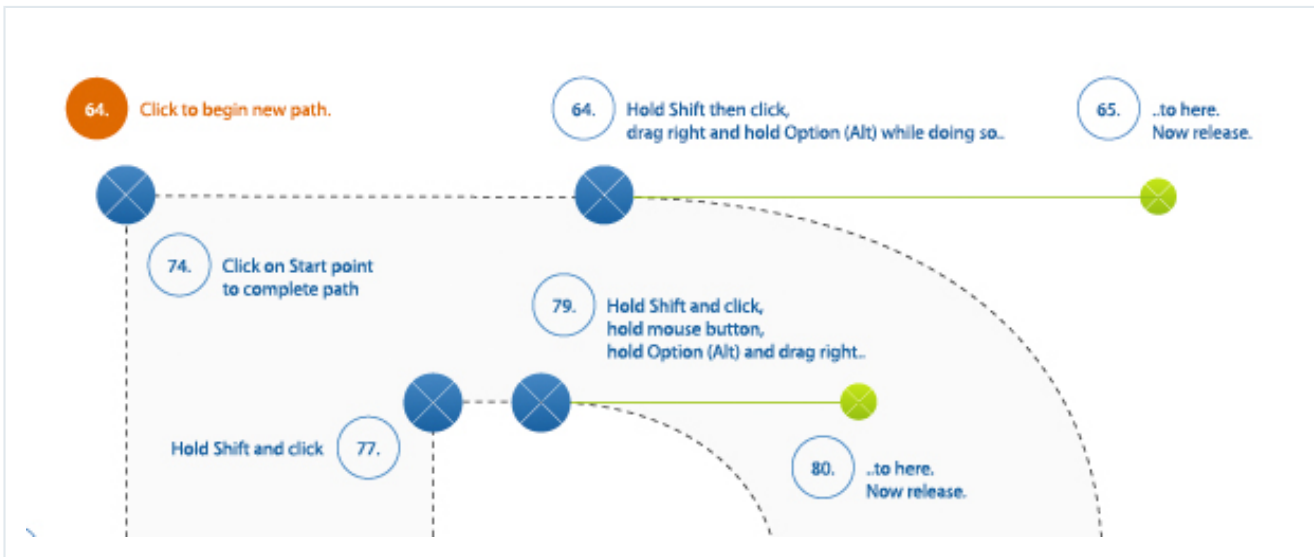 64. Click to begin new path.
64. Hold Shift then click,
drag right and hold Option (Alt) while doing so..
65. ..to here.
Now release.
74. Click on Start point
to complete path
79. Hold Shift and click,
hold mouse button,
hold Option (Alt) and drag right..
Hold Shift and click 77.
80. ..to here.
Now release.